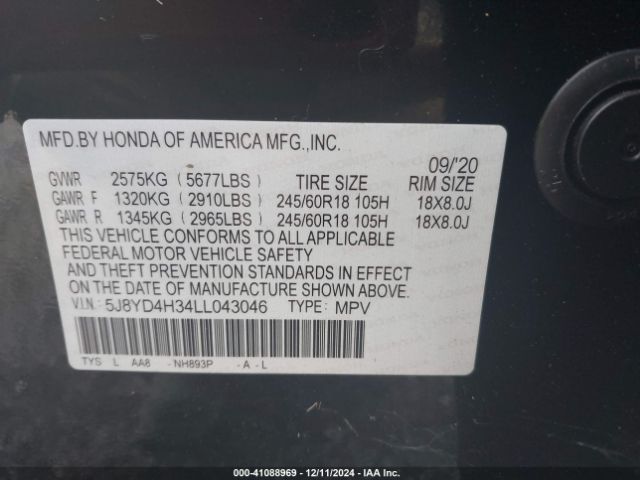 MFD.BY HONDA OF AMERICA MFG.,INC.
09/'20
GVWR 2575KG (5677LBS) TIRE SIZE RIM SIZE
GAWR F 1320KG (2910LBS) 245/60R18 105H 18X8.0J
GAWR R 1345KG (2965LBS) 245/60R18 105H 18X8.0J
THIS VEHICLE CONFORMS TO ALL APPLICABLE
FEDERAL MOTOR VEHICLE SAFETY
AND THEFT PREVENTION STANDARDS IN EFFECT
ON THE DATE OF MANUFACTURE SHOWN ABOVE.
V.I.N.: 5J8YD4H34LL043046 TYPE: MPV
TYS L AA8 -NH893P -A-L
000-41088969 - 12/11/2024 - IAA Inc.